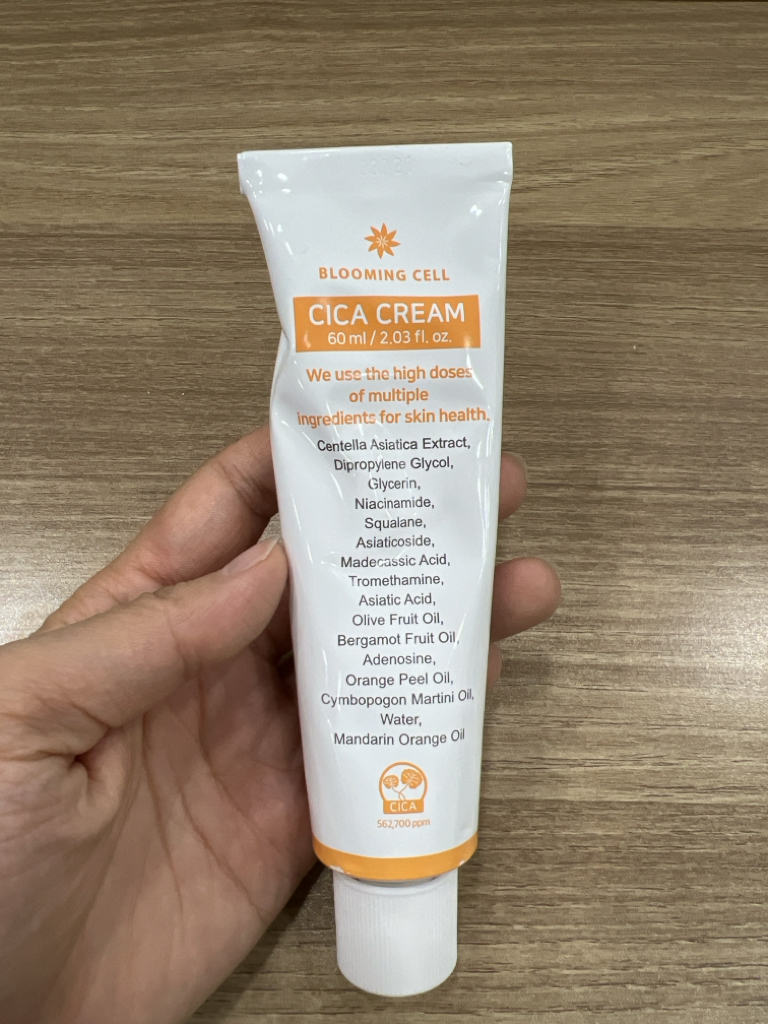 BLOOMING CELL
CICA CREAM
60 ml / 2.03 fl. oz.
We use the high doses
of multiple
ingredients for skin health.
Centella Asiatica Extract,
Dipropylene Glycol,
Glycerin,
Niacinamide,
Squalane,
Asiaticoside,
Madecassic Acid,
Tromethamine,
Asiatic Acid,
Olive Fruit Oil,
Bergamot Fruit Oil,
Adenosine,
Orange Peel Oil,
Cymbopogon Martini Oil,
Water,
Mandarin Orange Oil
CICA
562,700 ppm